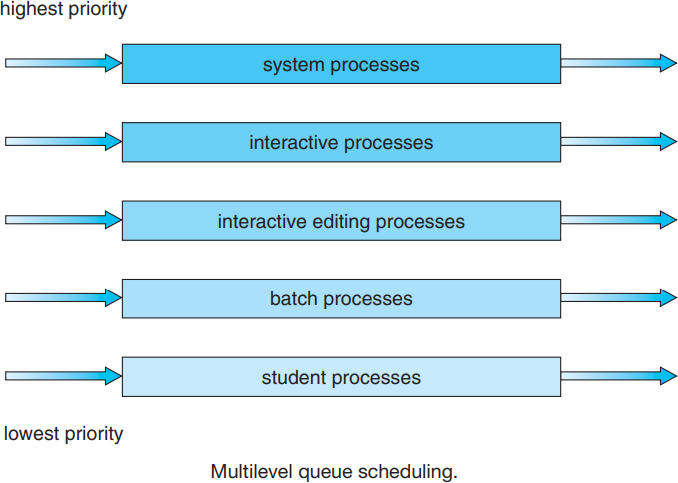 highest priority
system processes
interactive processes
interactive editing processes
batch processes
student processes
lowest priority
Multilevel queue scheduling.